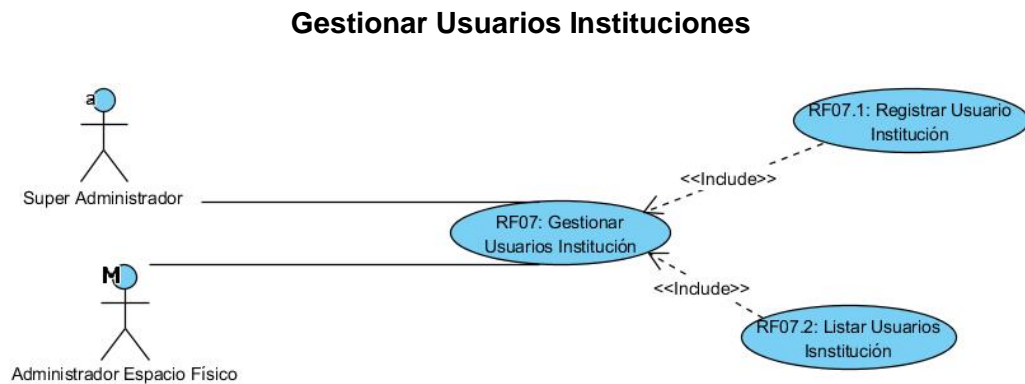 Gestionar Usuarios Instituciones
a
Super Administrador
RF07.1: Registrar Usuario
Institución
<<Include>>
RF07: Gestionar
Usuarios Institución
M
Administrador Espacio Físico
<<Include>>
RF07.2: Listar Usuarios
Isnstitución